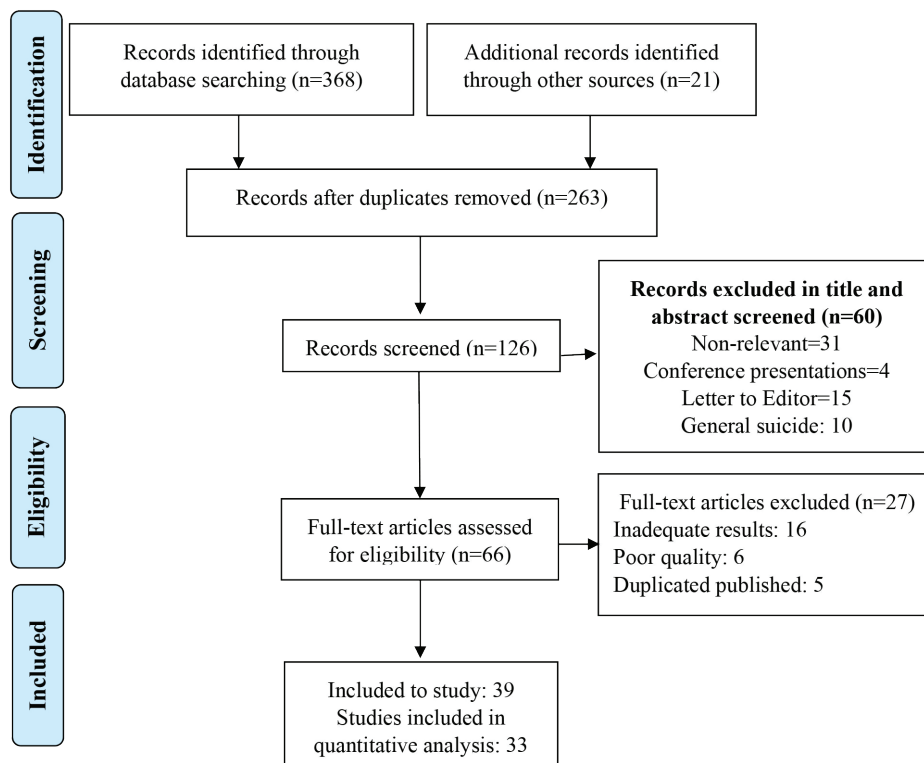 Identification
Records identified through
database searching (n=368)
Additional records identified
through other sources (n=21)
Records after duplicates removed (n=263)
Screening
Records screened (n=126)
Records excluded in title and
abstract screened (n=60)
Non-relevant=31
Conference presentations=4
Letter to Editor=15
General suicide: 10
Eligibility
Full-text articles assessed
for eligibility (n=66)
Full-text articles excluded (n=27)
Inadequate results: 16
Poor quality: 6
Duplicated published: 5
Included
Included to study: 39
Studies included in
quantitative analysis: 33